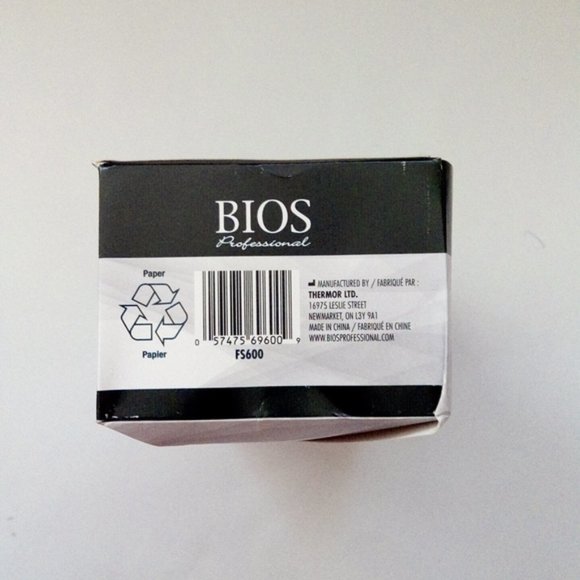 BIOS
Professional
Paper
Papier
0 57475 69600 9
FS600
MANUFACTURED BY / FABRIQUÉ PAR :
THERMOR LTD.
16975 LESLIE STREET
NEWMARKET, ON L3Y 9A1
MADE IN CHINA / FABRIQUÉ EN CHINE
WWW.BIOSPROFESSIONAL.COM